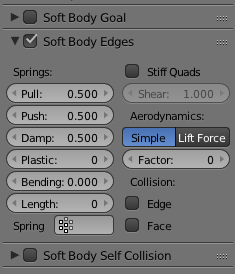 Soft Body Goal
Soft Body Edges
Springs:
Stiff Quads
Pull: 0.500
Shear: 1.000
Push: 0.500
Aerodynamics:
Damp: 0.500
Simple Lift Force
Plastic: 0
Factor: 0
Bending: 0.000
Collision:
Length: 0
Edge
Spring
Face
Soft Body Self Collision